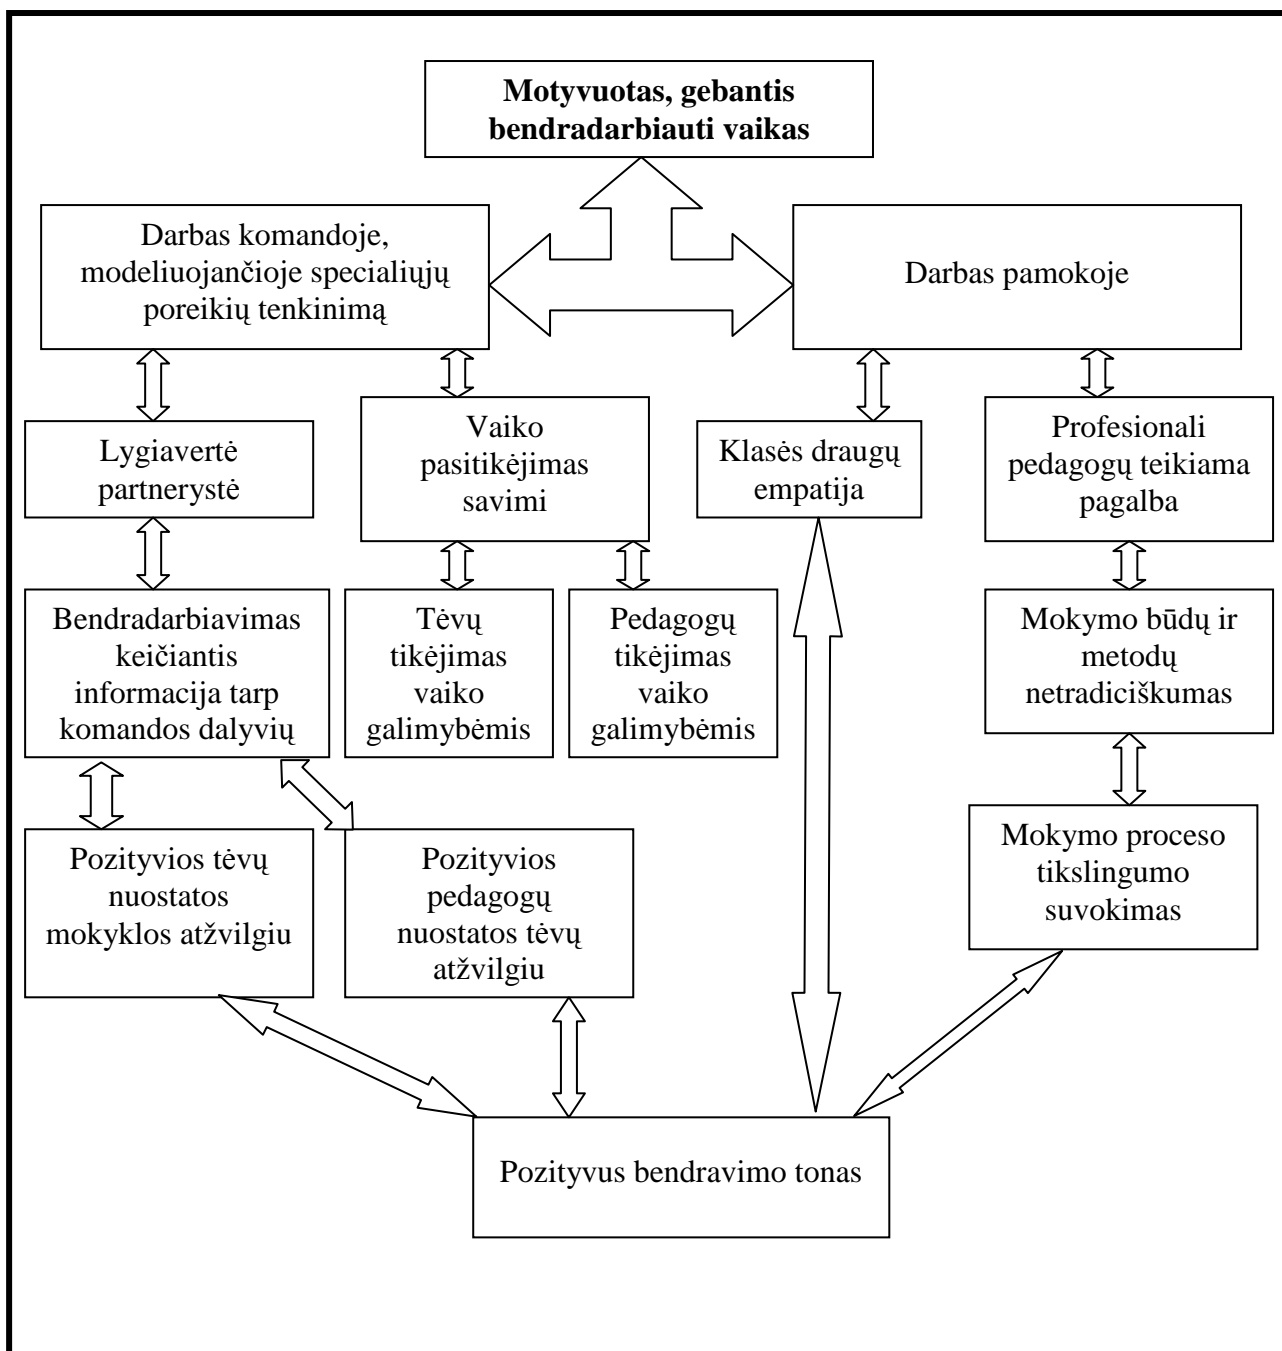 Motyvuotas, gebantis
bendradarbiauti vaikas
Darbas komandoje,
modeliuojančioje specialiųjų
poreikių tenkinimą
Darbas pamokoje
Lygiavertė
partnerystė
Vaiko
pasitikėjimas
savimi
Klasės draugų
empatija
Profesionali
pedagogų teikiama
pagalba
Bendradarbiavimas
keičiantis
informacija tarp
komandos dalyvių
Tėvų
tikėjimas
vaiko
galimybėmis
Pedagogų
tikėjimas
vaiko
galimybėmis
Mokymo būdų ir
metodų
netradiciškumas
Pozityvios tėvų
nuostatos
mokyklos atžvilgiu
Pozityvios
pedagogų
nuostatos tėvų
atžvilgiu
Mokymo proceso
tikslingumo
suvokimas
Pozityvus bendravimo tonas